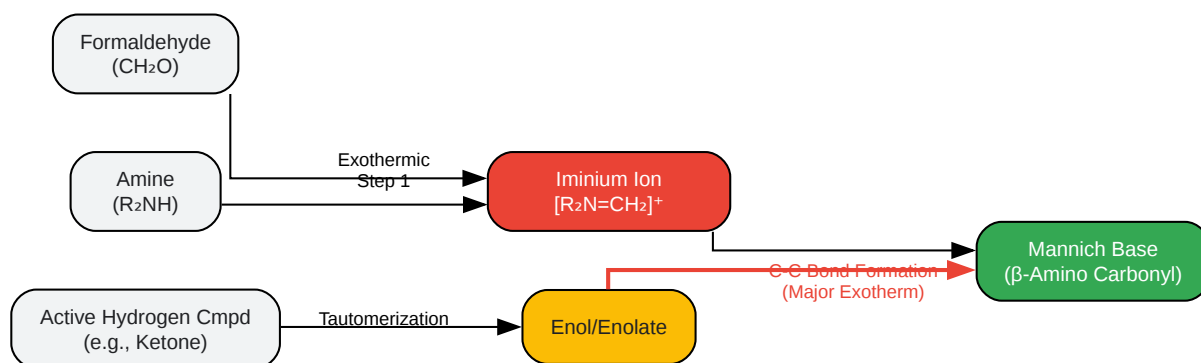 Formaldehyde
(CH₂O)
Amine
(R₂NH)
Exothermic
Step 1
Iminium Ion
[R₂N=CH₂]⁺
Mannich Base
(β-Amino Carbonyl)
C-C Bond Formation
(Major Exotherm)
Active Hydrogen Cmpd
(e.g., Ketone)
Tautomerization
Enol/Enolate